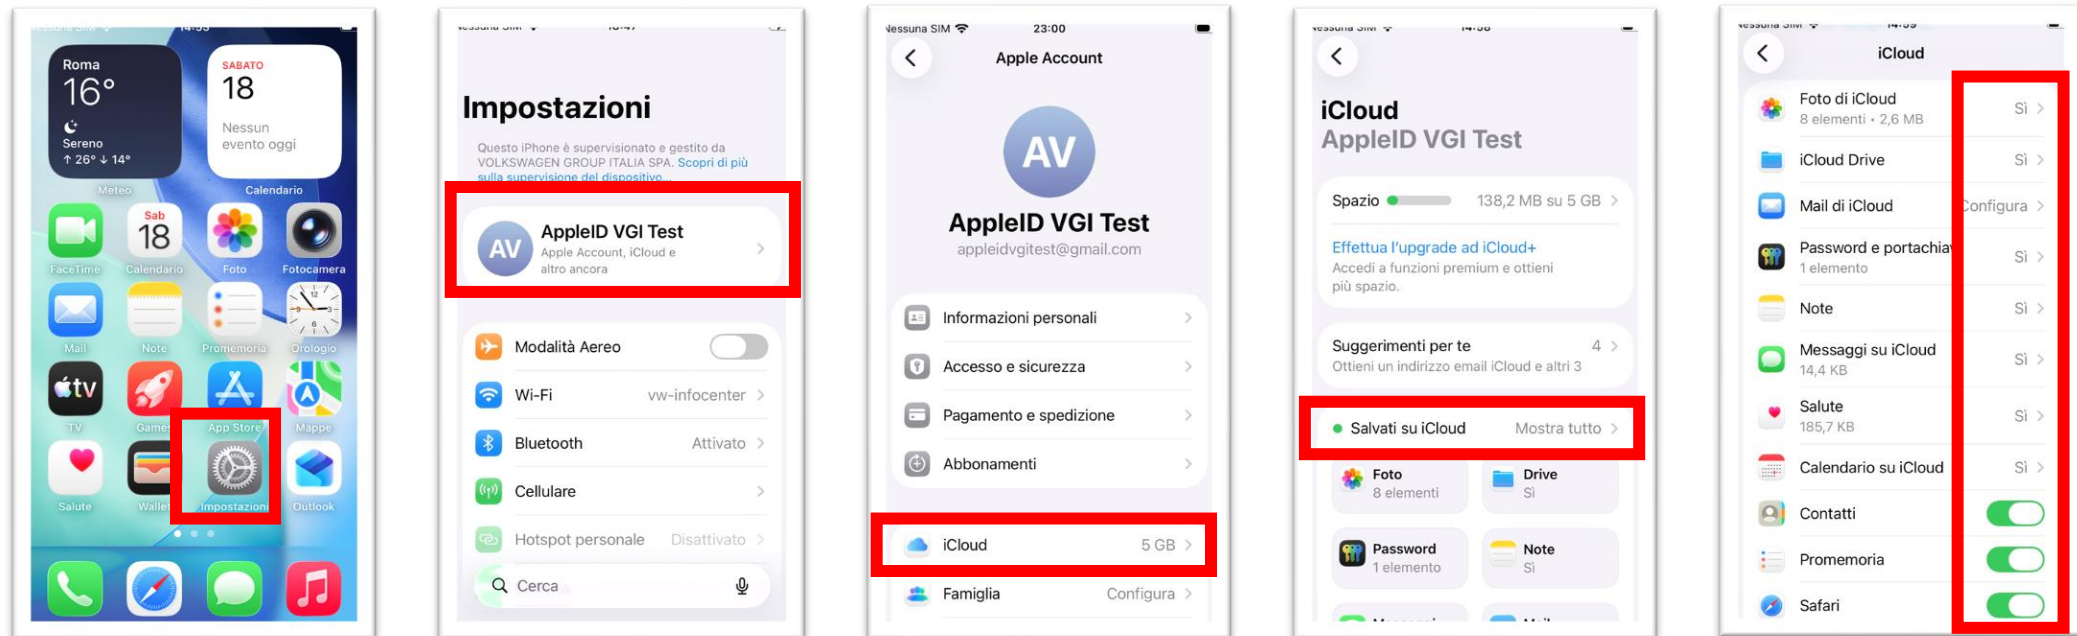 Roma
16°
Sereno
↑ 26° ↓ 14°
Meteo
SABATO
18
Nessun
evento oggi
Calendario
Sab
18
FaceTime
Calendario
Foto
Fotocamera
Mail
Note
Promemoria
Orologio
tv
TV
App Store
Mappe
Salute
Impostazioni
Outlook
Impostazioni
Questo iPhone è supervisionato e gestito da
VOLKSWAGEN GROUP ITALIA SPA. Scopri di più
sulla supervisione del dispositivo...
AV
AppleID VGI Test
Apple Account, iCloud e
altro ancora
Modalità Aereo
Wi-Fi
vw-infocenter
Bluetooth
Attivato
Cellulare
Hotspot personale
Disattivato
Cerca
Nessuna SIM
23:00
Apple Account
AV
AppleID VGI Test
appleidvgitest@gmail.com
Informazioni personali
Accesso e sicurezza
Pagamento e spedizione
Abbonamenti
iCloud
5 GB
Famiglia
Configura
iCloud
AppleID VGI Test
Spazio
138,2 MB su 5 GB
Effettua l'upgrade ad iCloud+
Accedi a funzioni premium e ottieni
più spazio.
Suggerimenti per te
4
Ottieni un indirizzo email iCloud e altri 3
Salvati su iCloud
Mostra tutto
Foto
8 elementi
Drive
Sì
Password
1 elemento
Note
Sì
iCloud
Foto di iCloud
8 elementi • 2,6 MB
Sì
iCloud Drive
Sì
Mail di iCloud
Configura
Password e portachia
1 elemento
Sì
Note
Sì
Messaggi su iCloud
14,4 KB
Sì
Salute
185,7 KB
Sì
Calendario su iCloud
Sì
Contatti
Promemoria
Safari